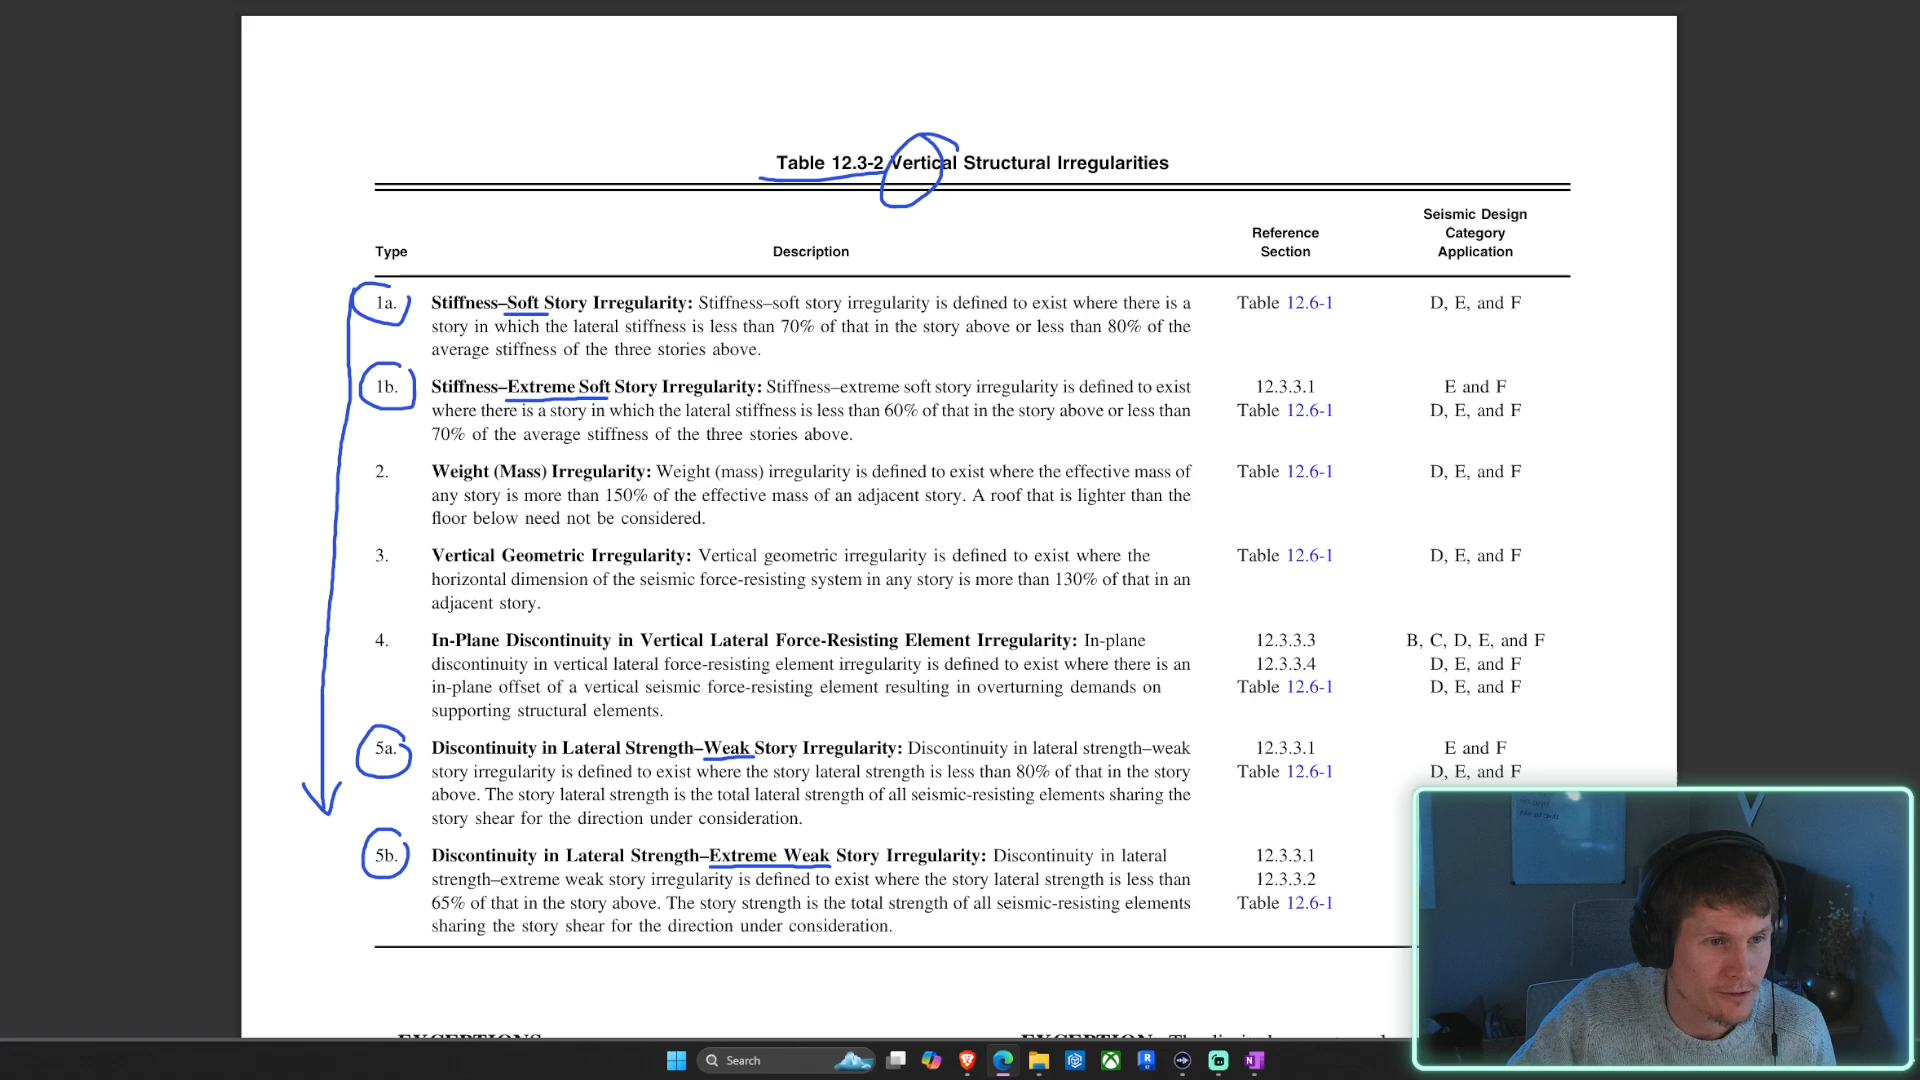 Table 12.3-2 Vertical Structural Irregularities
Type
Description
Reference
Section
Seismic Design
Category
Application
1a.
Stiffness–Soft Story Irregularity: Stiffness–soft story irregularity is defined to exist where there is a
story in which the lateral stiffness is less than 70% of that in the story above or less than 80% of the
average stiffness of the three stories above.
Table 12.6-1
D, E, and F
1b.
Stiffness–Extreme Soft Story Irregularity: Stiffness–extreme soft story irregularity is defined to exist
where there is a story in which the lateral stiffness is less than 60% of that in the story above or less than
70% of the average stiffness of the three stories above.
12.3.3.1
Table 12.6-1
E and F
D, E, and F
2.
Weight (Mass) Irregularity: Weight (mass) irregularity is defined to exist where the effective mass of
any story is more than 150% of the effective mass of an adjacent story. A roof that is lighter than the
floor below need not be considered.
Table 12.6-1
D, E, and F
3.
Vertical Geometric Irregularity: Vertical geometric irregularity is defined to exist where the
horizontal dimension of the seismic force-resisting system in any story is more than 130% of that in an
adjacent story.
Table 12.6-1
D, E, and F
4.
In-Plane Discontinuity in Vertical Lateral Force-Resisting Element Irregularity: In-plane
discontinuity in vertical lateral force-resisting element irregularity is defined to exist where there is an
in-plane offset of a vertical seismic force-resisting element resulting in overturning demands on
supporting structural elements.
12.3.3.3
12.3.3.4
Table 12.6-1
B, C, D, E, and F
D, E, and F
D, E, and F
5a.
Discontinuity in Lateral Strength–Weak Story Irregularity: Discontinuity in lateral strength–weak
story irregularity is defined to exist where the story lateral strength is less than 80% of that in the story
above. The story lateral strength is the total lateral strength of all seismic-resisting elements sharing the
story shear for the direction under consideration.
12.3.3.1
Table 12.6-1
E and F
D, E, and F
5b.
Discontinuity in Lateral Strength–Extreme Weak Story Irregularity: Discontinuity in lateral
strength–extreme weak story irregularity is defined to exist where the story lateral strength is less than
65% of that in the story above. The story strength is the total strength of all seismic-resisting elements
sharing the story shear for the direction under consideration.
12.3.3.1
12.3.3.2
Table 12.6-1
Search